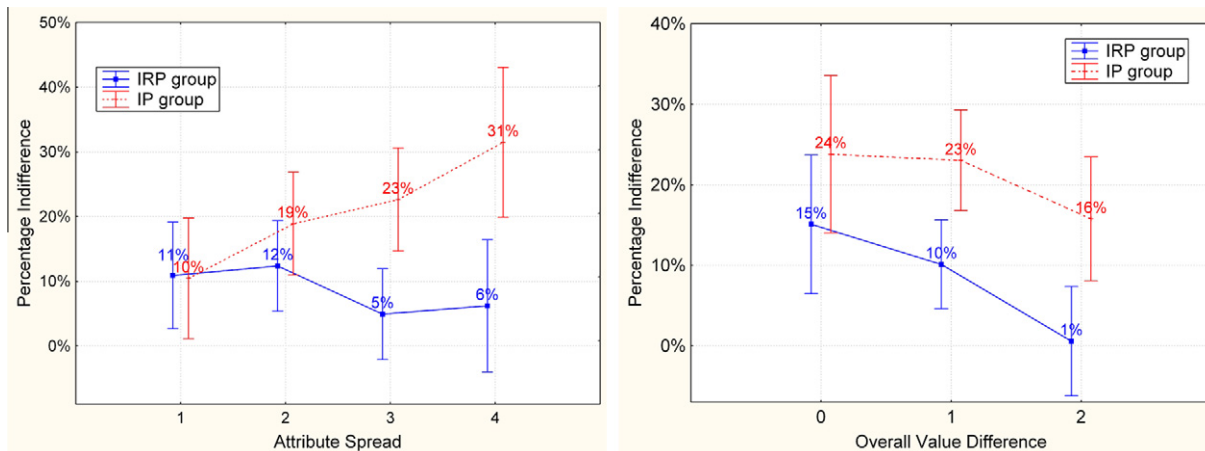 Percentage Indifference
50%
40%
30%
20%
10%
0%
IRP group
IP group
11%
10%
12%
19%
5%
23%
6%
31%
1 2 3 4
Attribute Spread
Percentage Indifference
40%
30%
20%
10%
0%
IRP group
IP group
24%
23%
16%
15%
10%
1%
0 1 2
Overall Value Difference